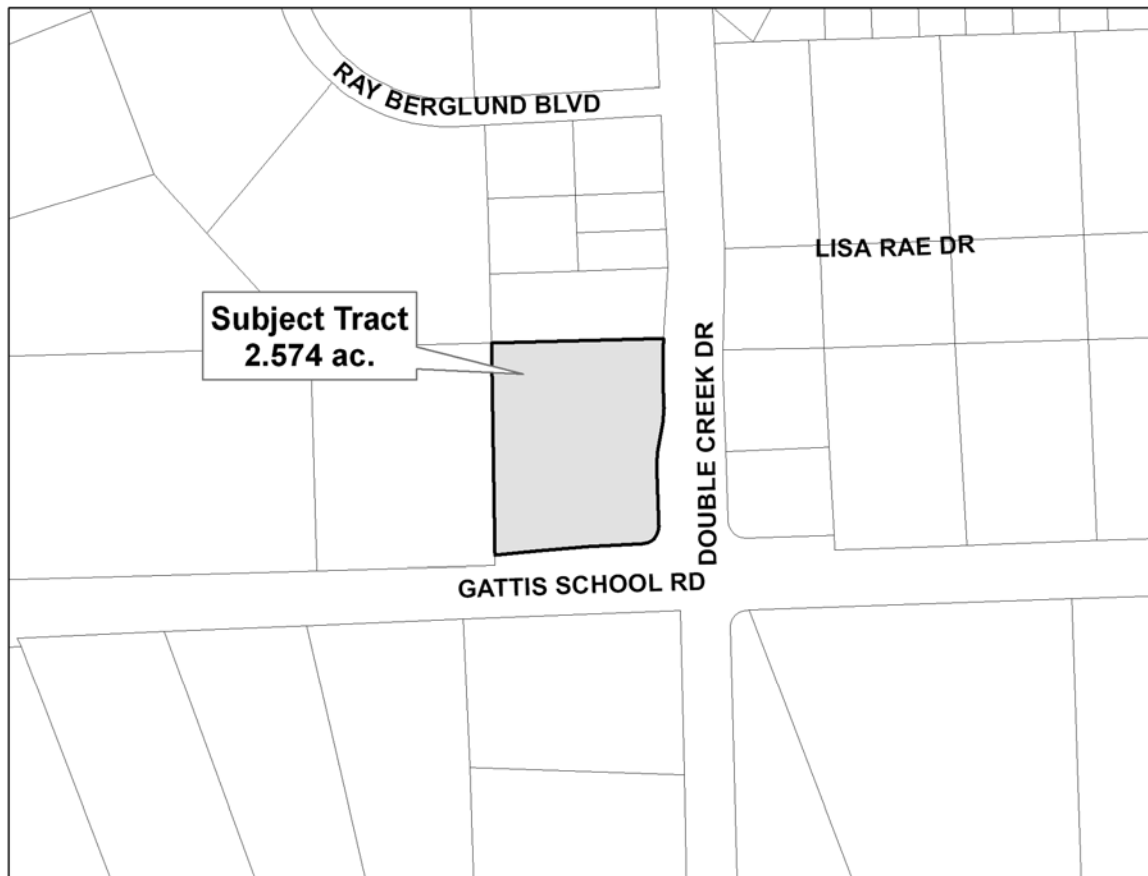 RAY BERGLUND BLVD
LISA RAE DR
Subject Tract
2.574 ac.
DOUBLE CREEK DR
GATTIS SCHOOL RD